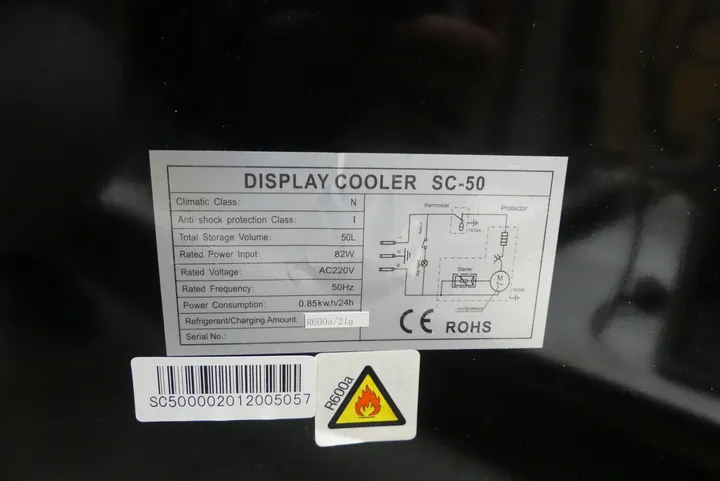 DISPLAY COOLER SC-50
Climatic Class: N
Anti-shock protection Class: I
Total Storage Volume: 50L
Rated Power Input: 82W
Rated Voltage: AC220V
Rated Frequency: 50Hz
Power Consumption: 0.85kw.h/24h
Refrigerant/Charging Amount: R600a/21g
Serial No.:
thermostat
Protector
Starter
M
1~
compressor
CE ROHS
SC500002012005057
R600a